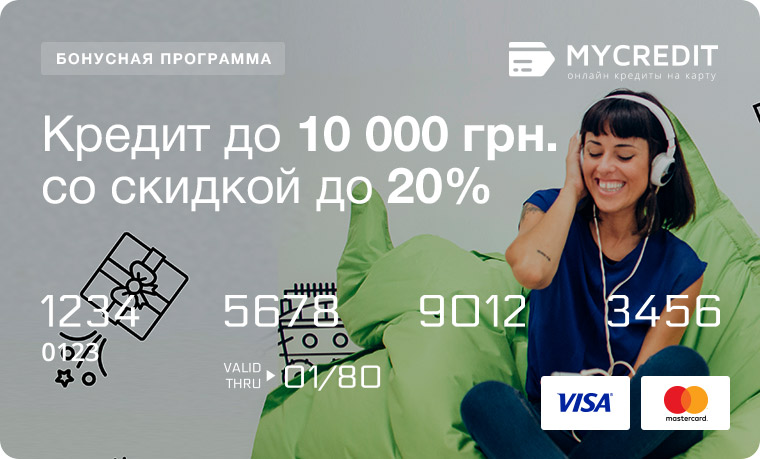 БОНУСНАЯ ПРОГРАММА
MYCREDIT
онлайн кредиты на карту
Кредит до 10 000 грн.
со скидкой до 20%
1234 5678 9012 3456
0123
VALID THRU 01/80
VISA
mastercard.